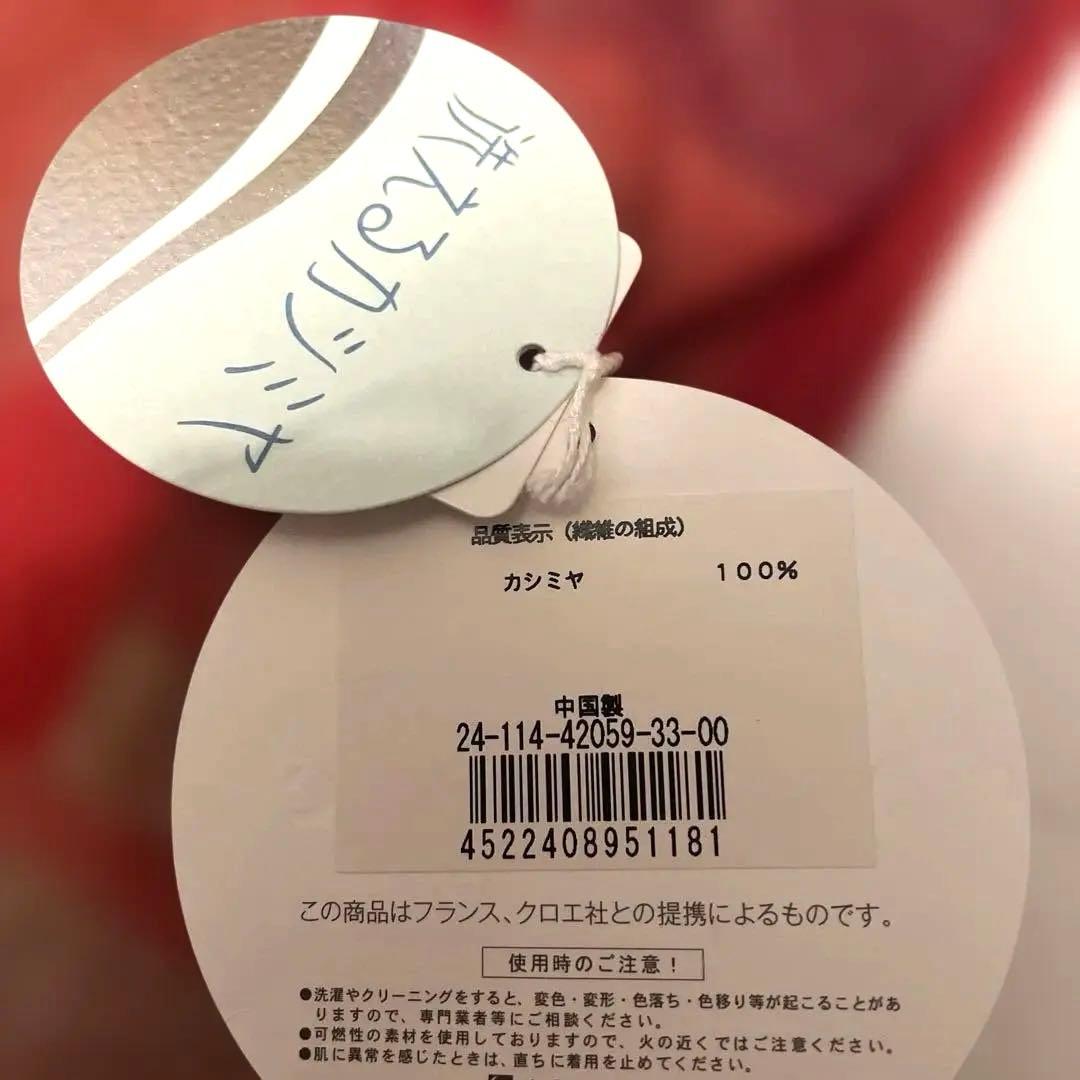 洗えるカシミヤ
品質表示（繊維の組成）
カシミヤ 100%
中国製
24-114-42059-33-00
4522408951181
この商品はフランス、クロエ社との提携によるものです。
使用時のご注意！
●洗濯やクリーニングをすると、変色・変形・色落ち・色移り等が起こることがあ
りますので、専門業者等にご相談ください。
●可燃性の素材を使用しておりますので、火の近くではご注意ください。
●肌に異常を感じたときは、直ちに着用を止めてください。